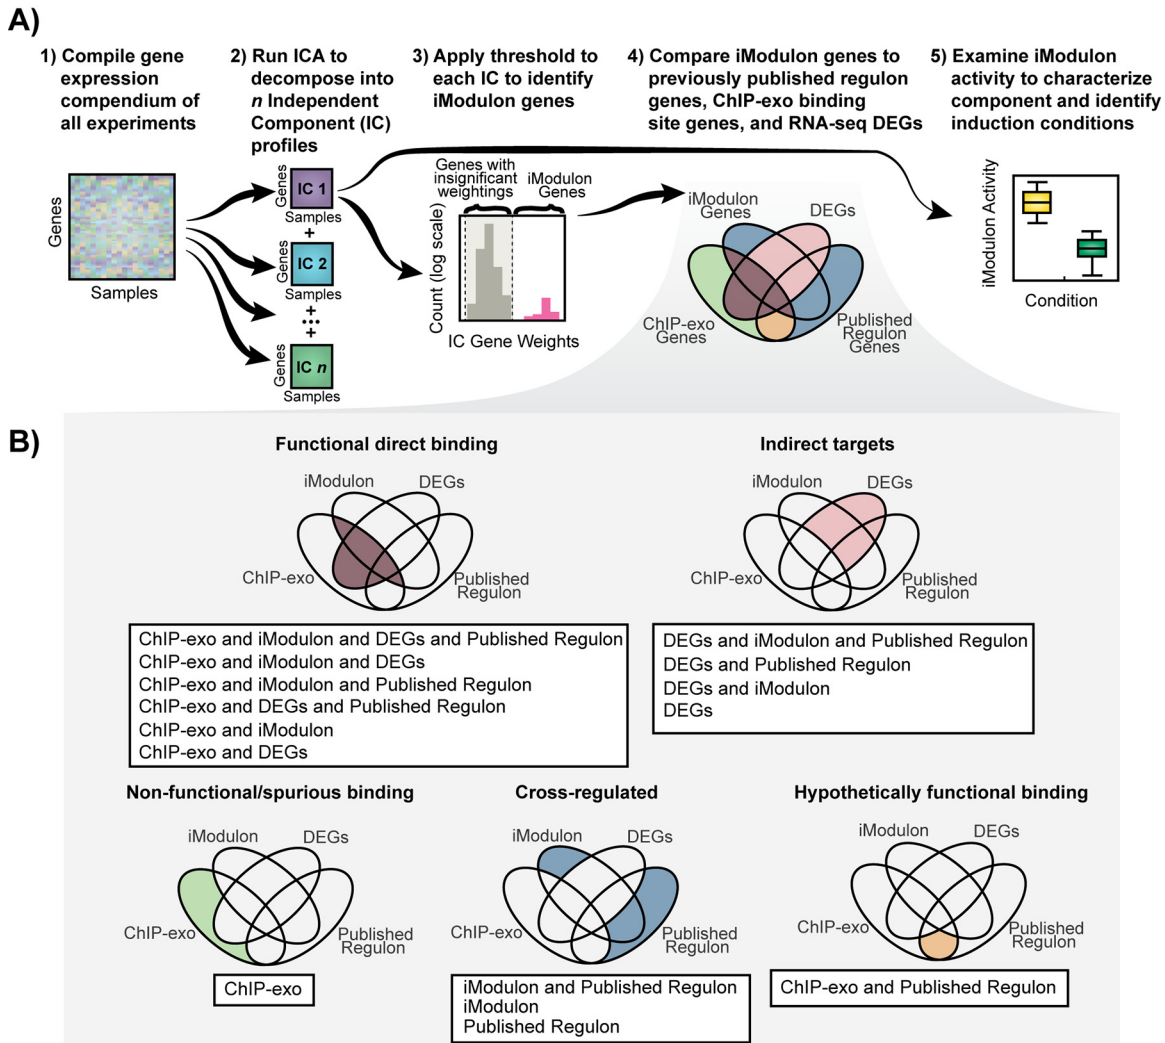 A)
1) Compile gene
expression
compendium of
all experiments
2) Run ICA to
decompose into
n Independent
Component (IC)
profiles
3) Apply threshold to
each IC to identify
iModulon genes
4) Compare iModulon genes to
previously published regulon
genes, ChIP-exo binding
site genes, and RNA-seq DEGs
5) Examine iModulon
activity to characterize
component and identify
induction conditions
Genes
Samples
Genes
IC 1
Samples
+
Genes
IC 2
Samples
+
...
+
Genes
IC n
Samples
Genes with
insignificant
weightings
iModulon
Genes
Count (log scale)
IC Gene Weights
iModulon
Genes
DEGs
ChIP-exo
Genes
Published
Regulon
Genes
iModulon Activity
Condition
B)
Functional direct binding
iModulon
DEGs
ChIP-exo
Published
Regulon
ChIP-exo and iModulon and DEGs and Published Regulon
ChIP-exo and iModulon and DEGs
ChIP-exo and iModulon and Published Regulon
ChIP-exo and DEGs and Published Regulon
ChIP-exo and iModulon
ChIP-exo and DEGs
Indirect targets
iModulon
DEGs
ChIP-exo
Published
Regulon
DEGs and iModulon and Published Regulon
DEGs and Published Regulon
DEGs and iModulon
DEGs
Non-functional/spurious binding
iModulon
DEGs
ChIP-exo
Published
Regulon
ChIP-exo
Cross-regulated
iModulon
DEGs
ChIP-exo
Published
Regulon
iModulon and Published Regulon
iModulon
Published Regulon
Hypothetically functional binding
iModulon
DEGs
ChIP-exo
Published
Regulon
ChIP-exo and Published Regulon